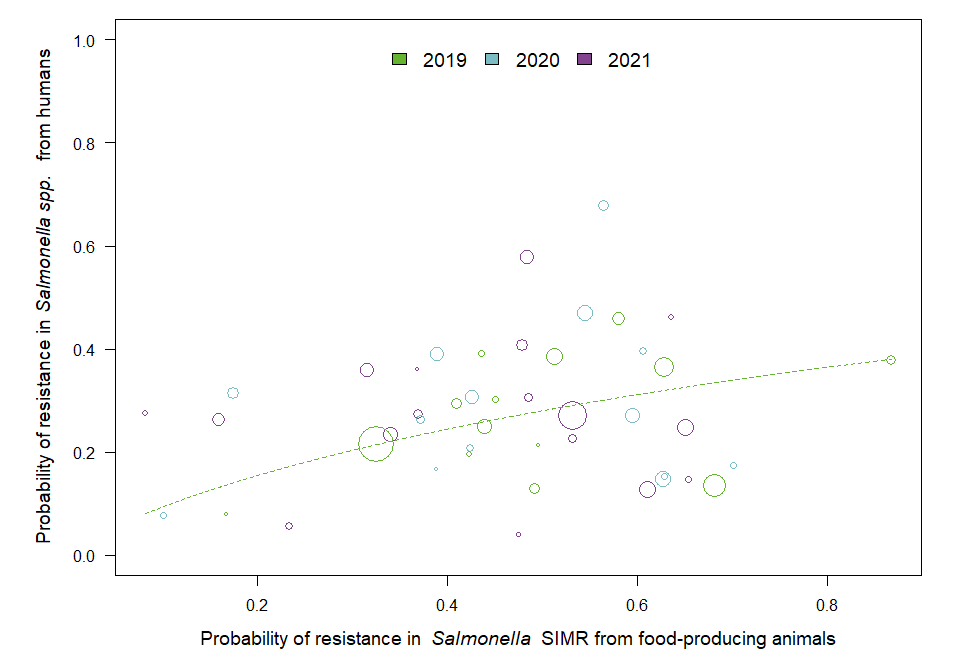 2019 2020 2021
Probability of resistance in Salmonella spp. from humans
1.0
0.8
0.6
0.4
0.2
0.0
0.2 0.4 0.6 0.8
Probability of resistance in Salmonella SIMR from food-producing animals